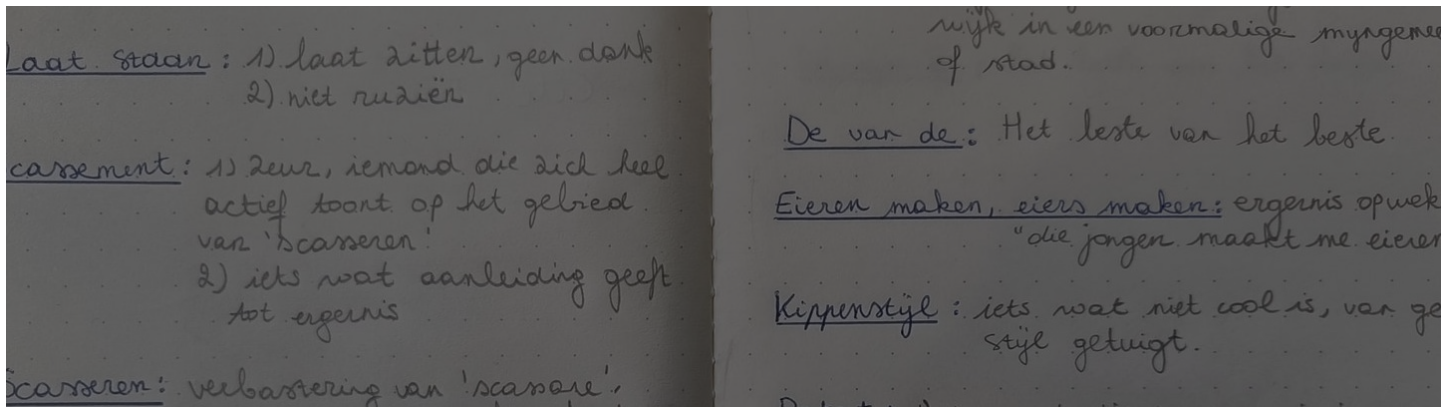 Laat staan: 1) laat zitten, geen dank
2) niet ruziën
cassement: 1) zeur, iemand die zich heel
actief toont op het gebied
van 'scasseren'
2) iets wat aanleiding geeft
tot ergernis
Scasseren: verbastering van 'scassare'.
wijk in een voormalige myngemee
of stad.
De van de: Het beste van het beste
Eieren maken, eiers maken: ergernis opwek
"die jongen maakt me eieren
Kippenstijl: iets wat niet cool is, van ge
stijl getuigt.